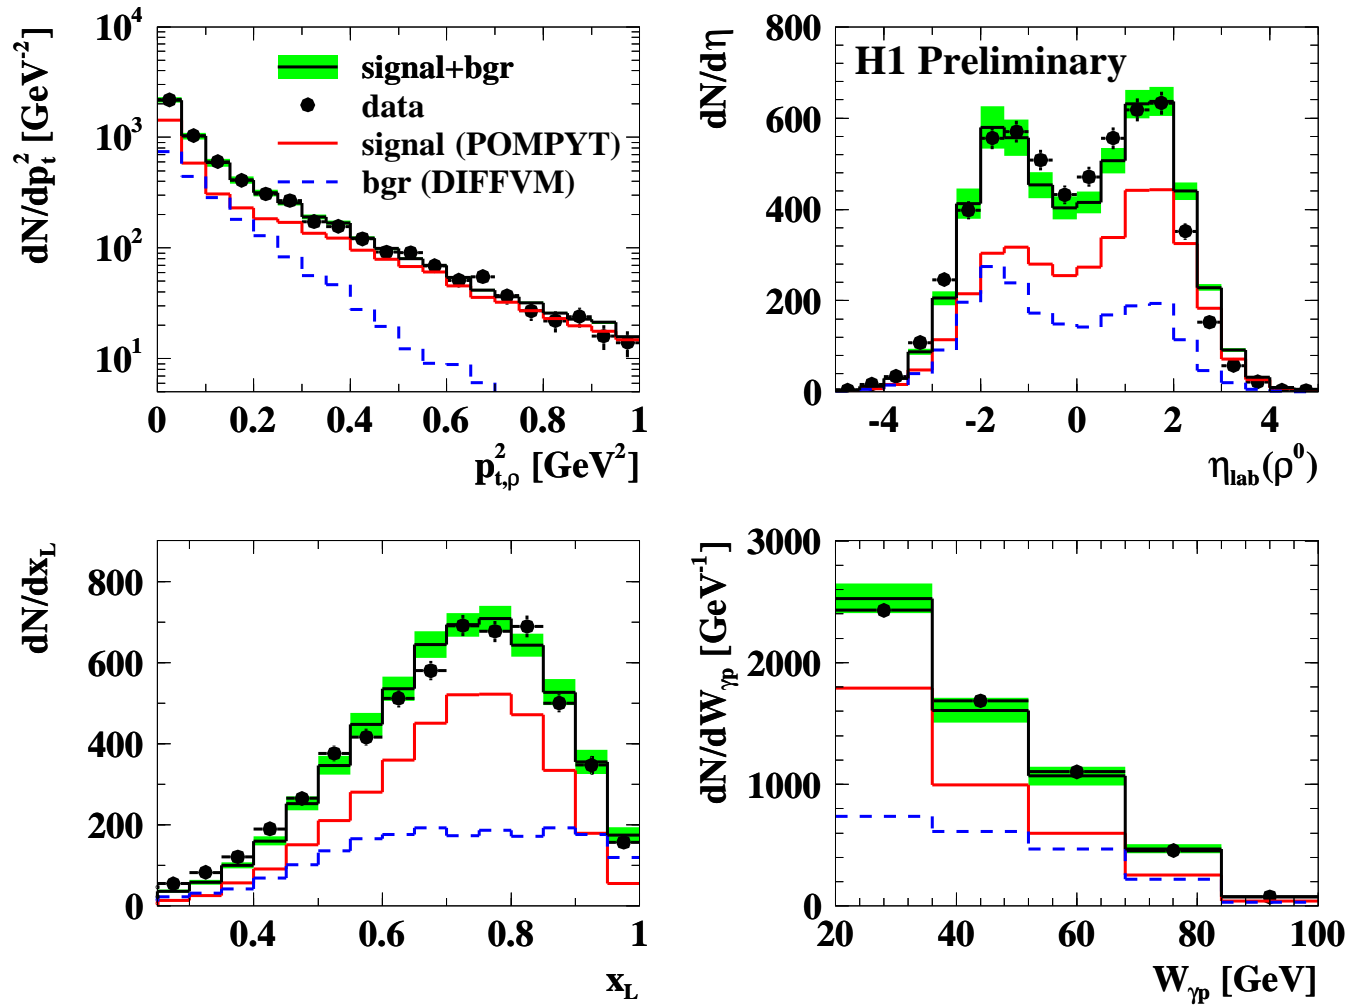 dN/dp_t^2 [GeV^-2]
10^4
10^3
10^2
10^1
signal+bgr
data
signal (POMPYT)
bgr (DIFFVM)
0 0.2 0.4 0.6 0.8 1
p_t,ρ^2 [GeV^2]
dN/dη
800
600
400
200
0
H1 Preliminary
-4 -2 0 2 4
η_lab(ρ^0)
dN/dx_L
800
600
400
200
0
0.4 0.6 0.8 1
x_L
dN/dW_γp [GeV^-1]
3000
2000
1000
0
20 40 60 80 100
W_γp [GeV]